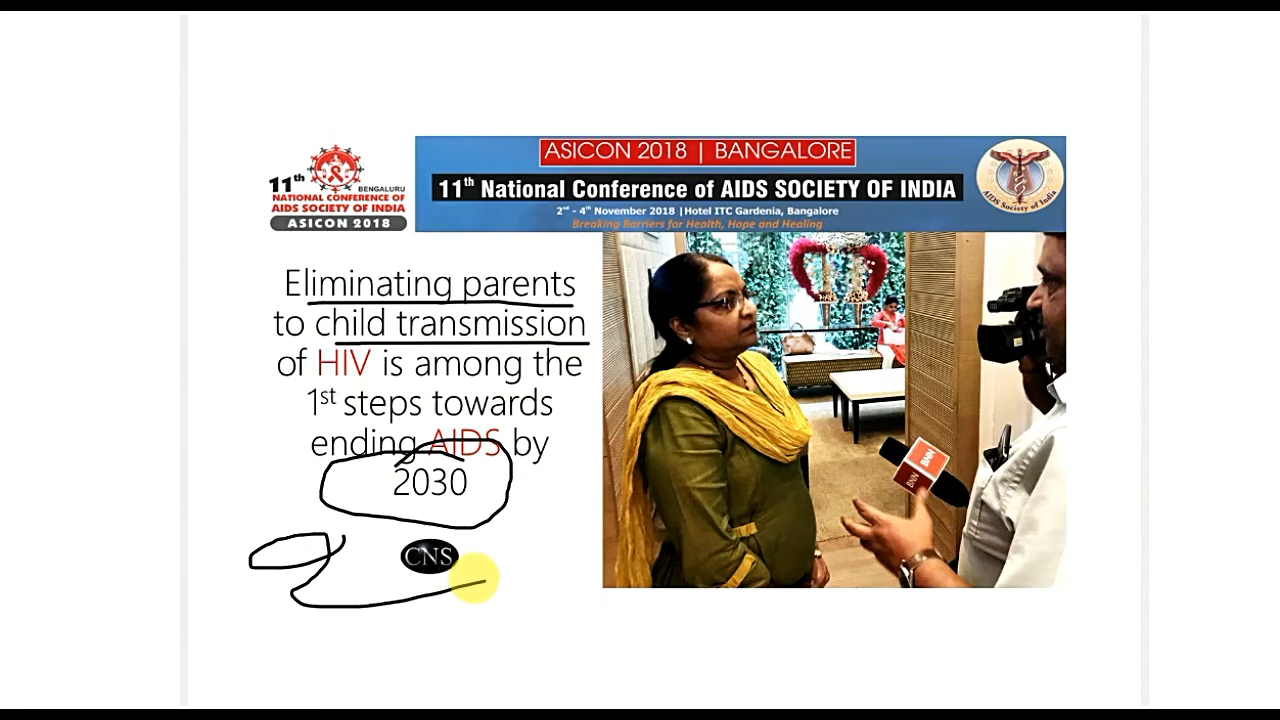 ASICON 2018 | BANGALORE
11th National Conference of AIDS SOCIETY OF INDIA
2nd - 4th November 2018 | Hotel ITC Gardenia, Bangalore
Breaking Barriers for Health, Hope and Healing
11th
BENGALURU
NATIONAL CONFERENCE OF
AIDS SOCIETY OF INDIA
ASICON 2018
AIDS Society of India
Eliminating parents
to child transmission
of HIV is among the
1st steps towards
ending AIDS by
2030
CNS
BNN
BNN